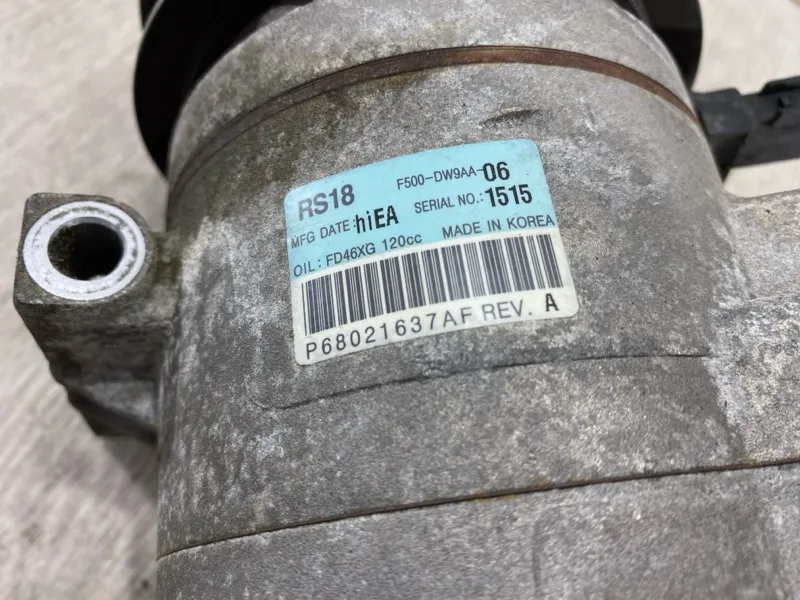 RS18 F500-DW9AA-06
MFG DATE: hiEA SERIAL NO.: 1515
OIL: FD46XG 120cc MADE IN KOREA
P68021637AF REV. A